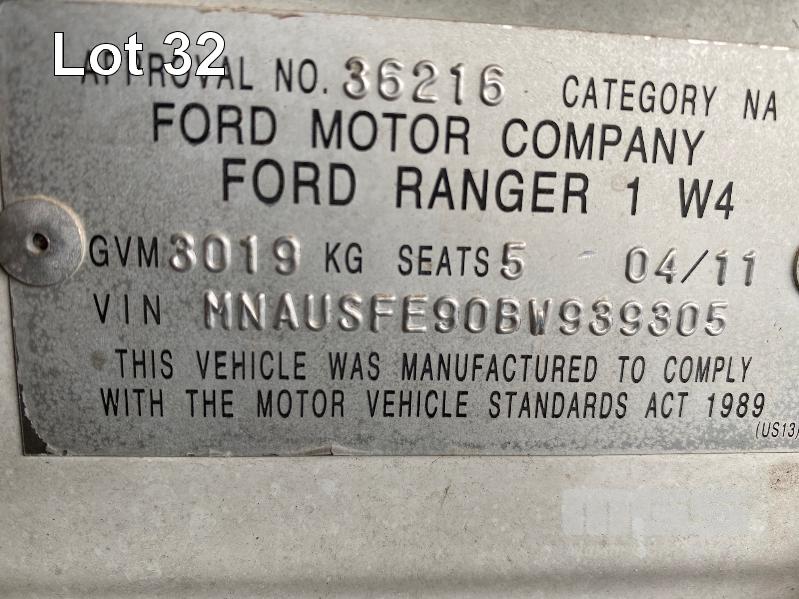 Lot 32
APPROVAL NO. 36216 CATEGORY NA
FORD MOTOR COMPANY
FORD RANGER 1 W4
GVM 3019 KG SEATS 5 04/11
VIN MNAUSFE90BW939305
THIS VEHICLE WAS MANUFACTURED TO COMPLY
WITH THE MOTOR VEHICLE STANDARDS ACT 1989
(US13)